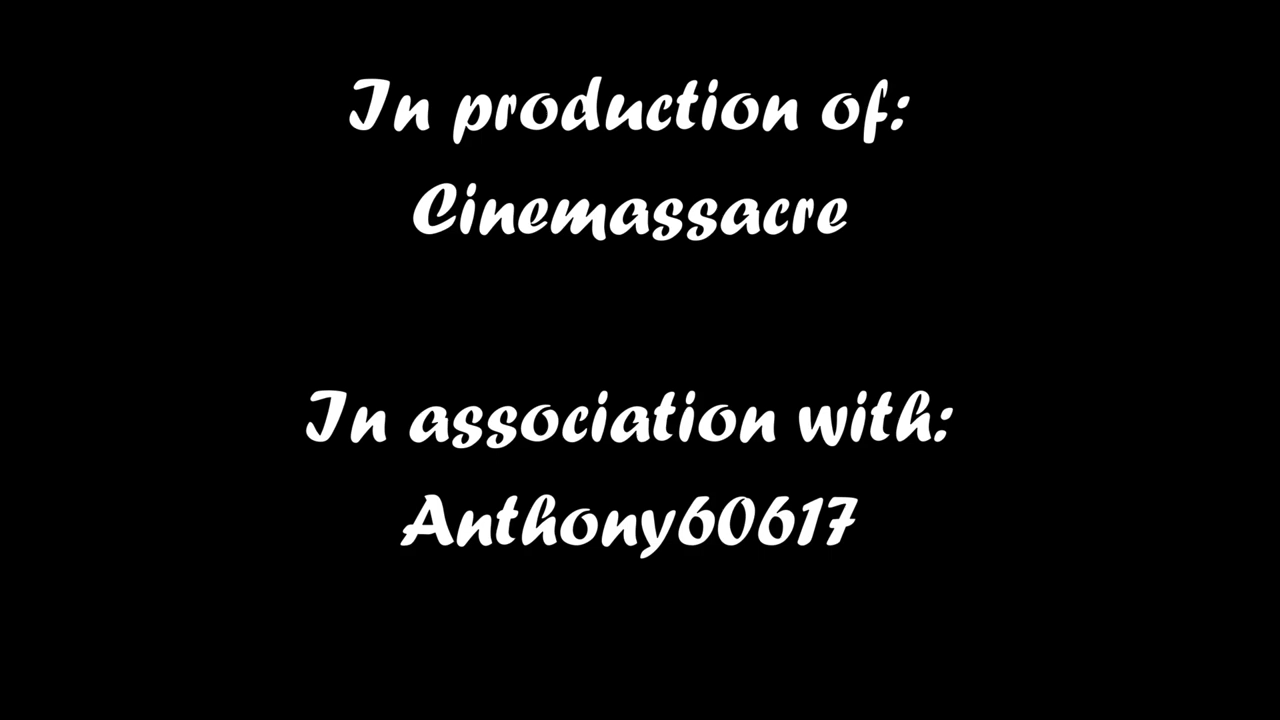 In production of:
Cinemassacre
In association with:
Anthony60617